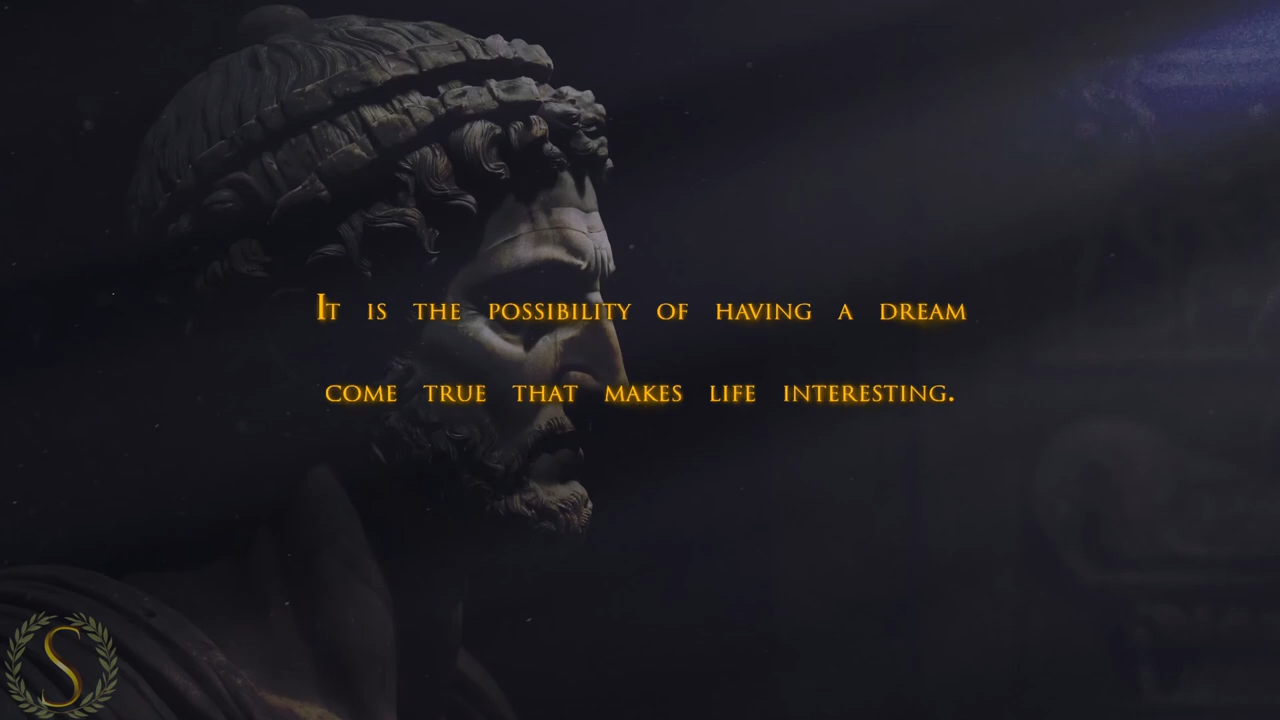 It is the possibility of having a dream
come true that makes life interesting.
S